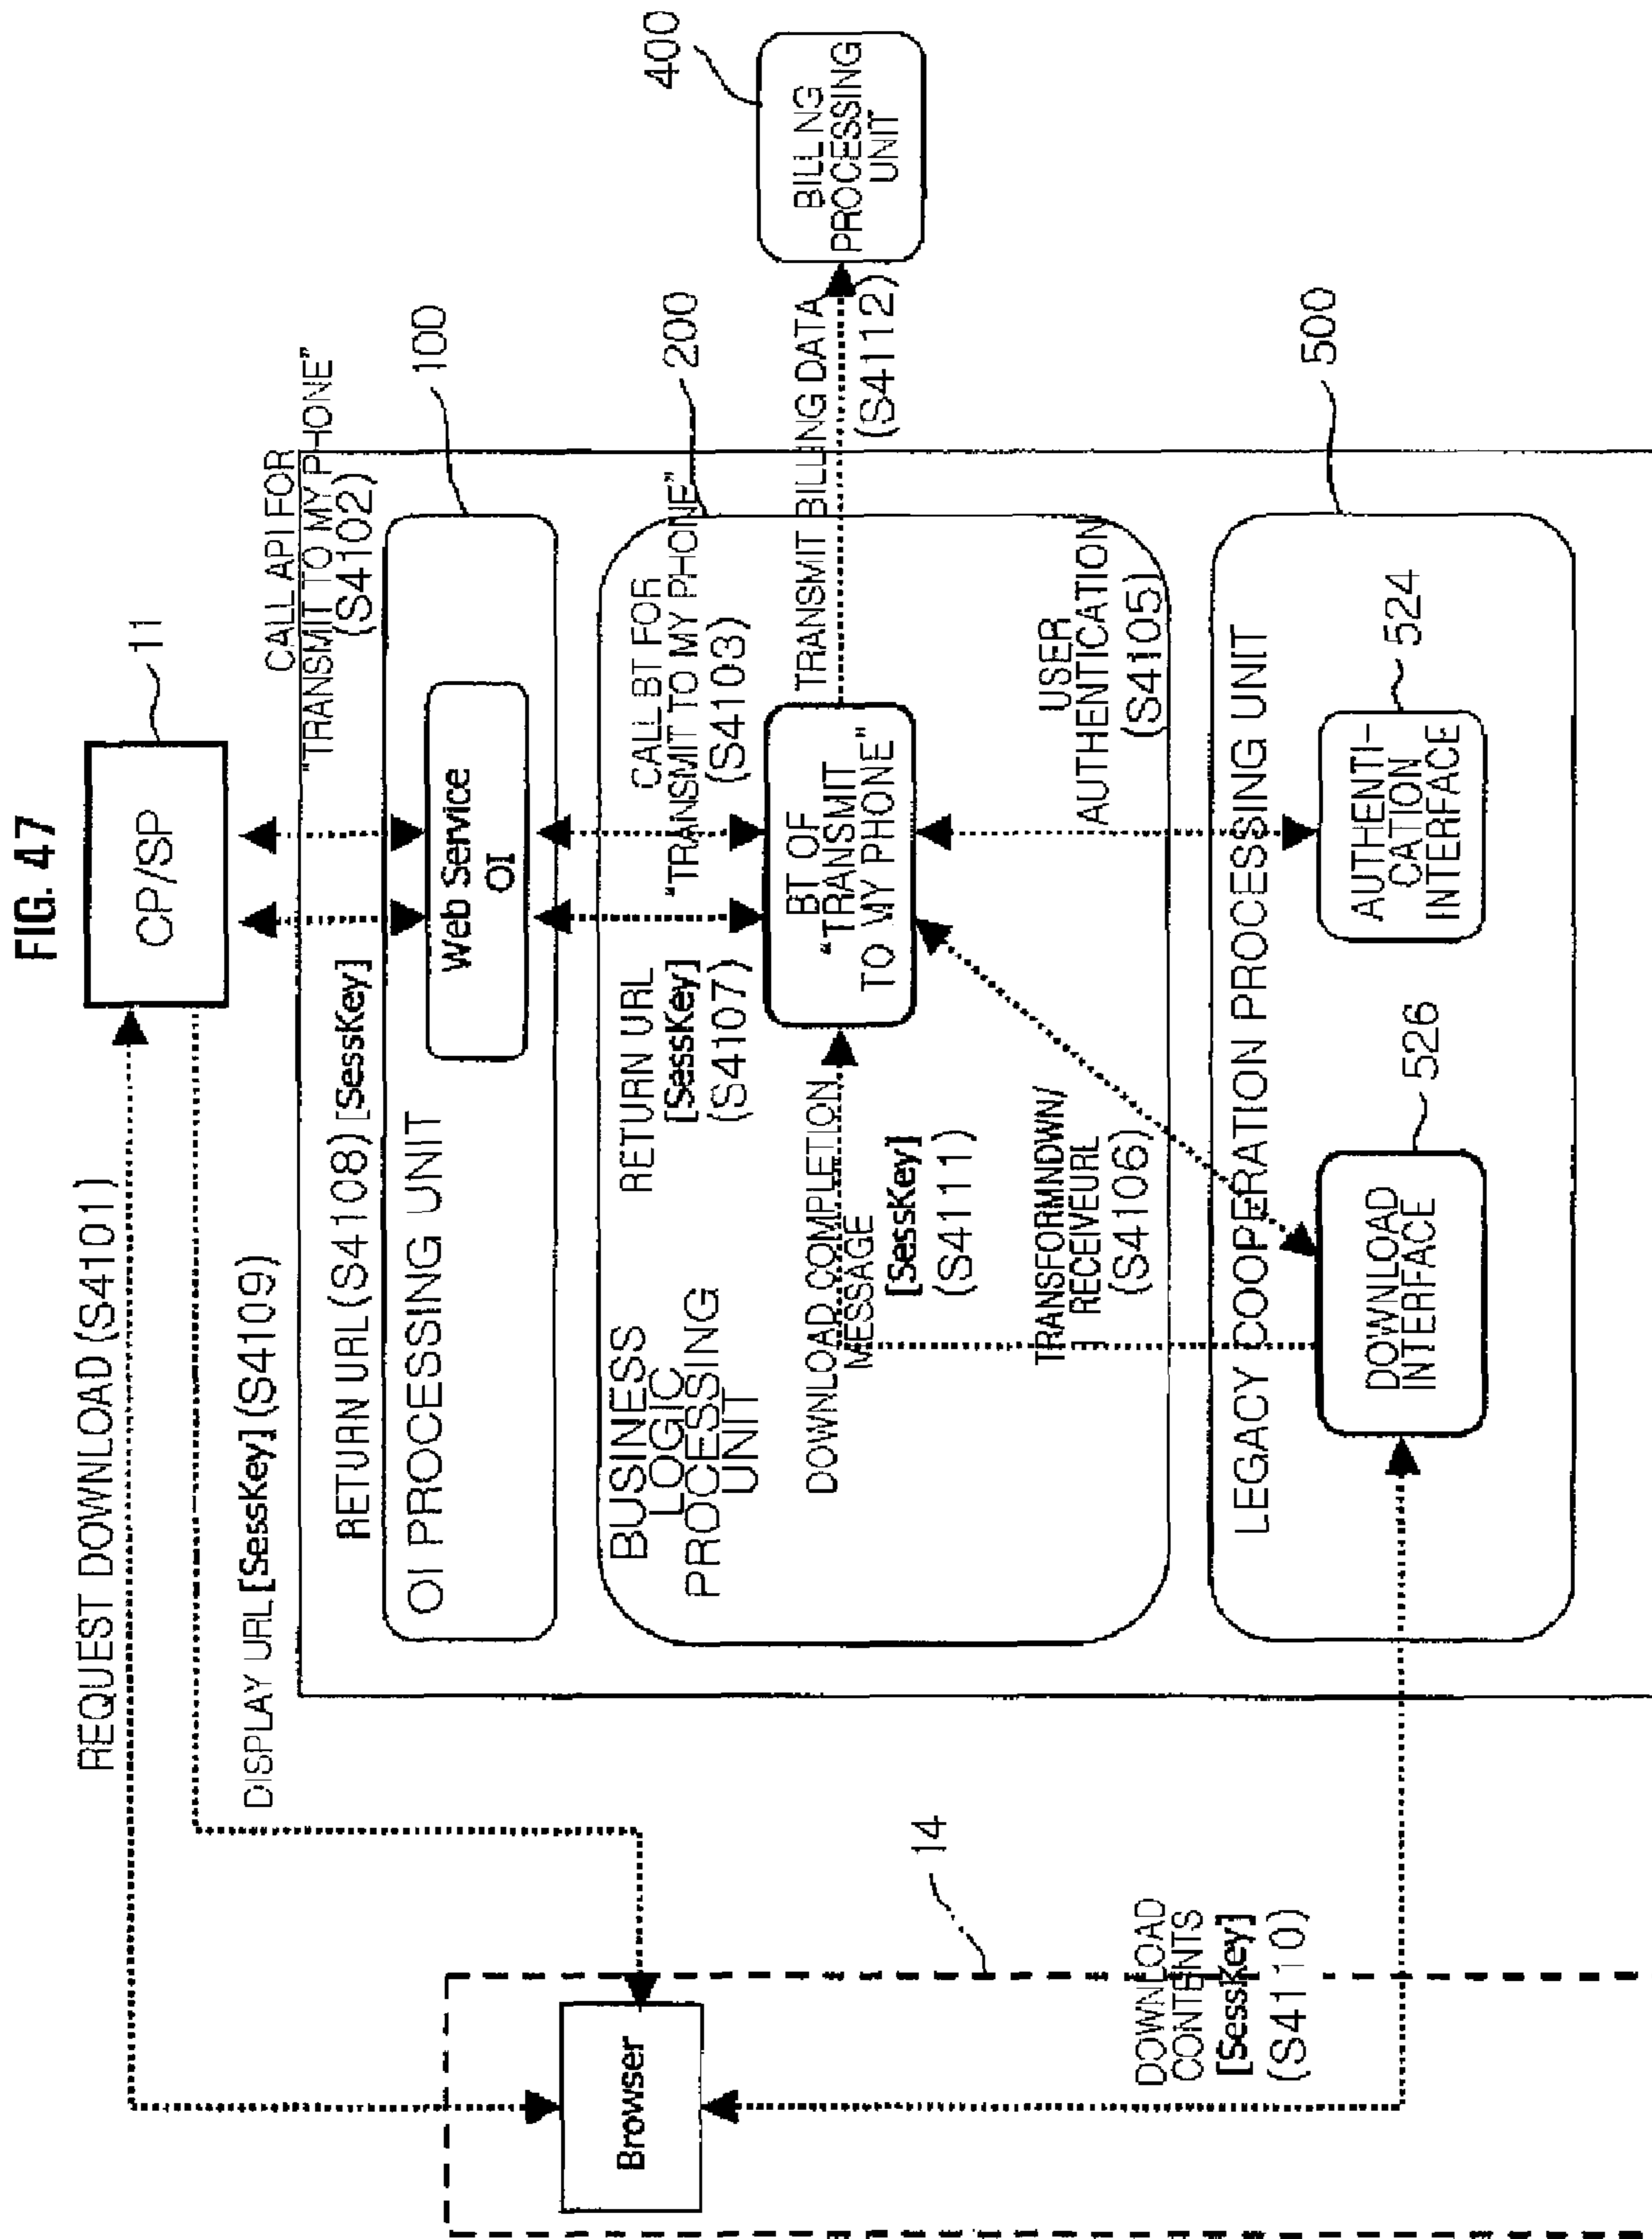 FIG. 47
REQUEST DOWNLOAD (S4101)
CP/SP
11
DISPLAY URL [SessKey] (S4109)
CALL API FOR
"TRANSMIT TO MY PHONE"
(S4102)
RETURN URL (S4108) [SessKey]
OI PROCESSING UNIT
100
Web Service
OI
BUSINESS
LOGIC
PROCESSING
UNIT
200
RETURN URL
[SessKey]
(S4107)
CALL BT FOR
"TRANSMIT TO MY PHONE"
(S4103)
BT OF
"TRANSMIT
TO MY PHONE"
TRANSMIT BILLING DATA
(S4112)
BILLING
PROCESSING
UNIT
400
DOWNLOAD COMPLETION
MESSAGE
[SessKey]
(S4111)
TRANSFORMNDWN/
RECEIVEURL
(S4106)
USER
AUTHENTICATION
(S4105)
LEGACY COOPERATION PROCESSING UNIT
500
DOWNLOAD
INTERFACE
526
AUTHENTI-
CATION
INTERFACE
524
Browser
14
DOWNLOAD
CONTENTS
[SessKey]
(S4110)